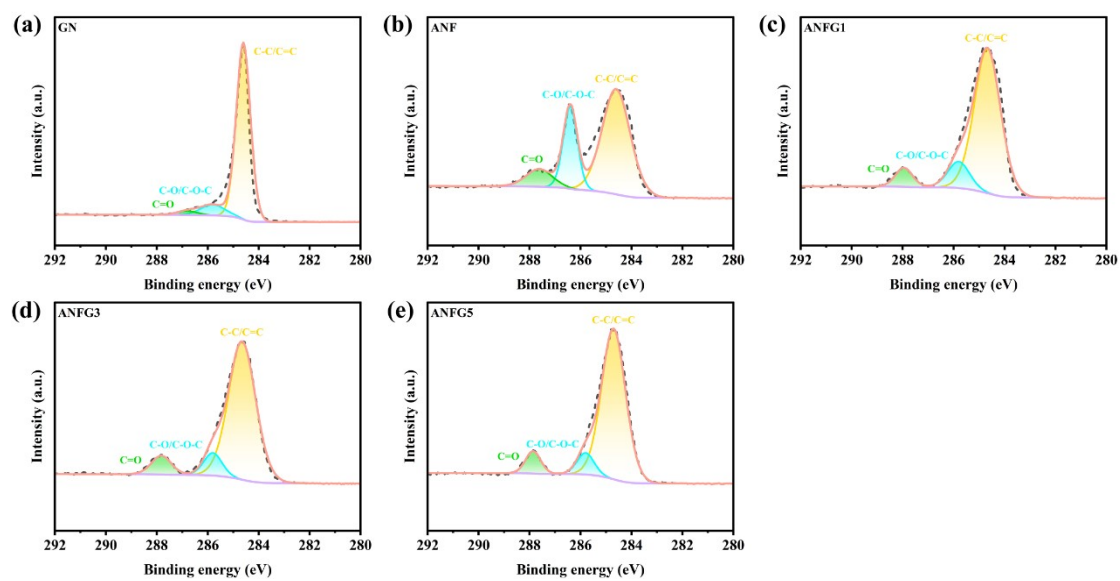 (a)
GN
C-C/C=C
C-O/C-O-C
C=O
Intensity (a.u.)
292 290 288 286 284 282 280
Binding energy (eV)
(b)
ANF
C-C/C=C
C-O/C-O-C
C=O
Intensity (a.u.)
292 290 288 286 284 282 280
Binding energy (eV)
(c)
ANFG1
C-C/C=C
C-O/C-O-C
C=O
Intensity (a.u.)
292 290 288 286 284 282 280
Binding energy (eV)
(d)
ANFG3
C-C/C=C
C-O/C-O-C
C=O
Intensity (a.u.)
292 290 288 286 284 282 280
Binding energy (eV)
(e)
ANFG5
C-C/C=C
C-O/C-O-C
C=O
Intensity (a.u.)
292 290 288 286 284 282 280
Binding energy (eV)